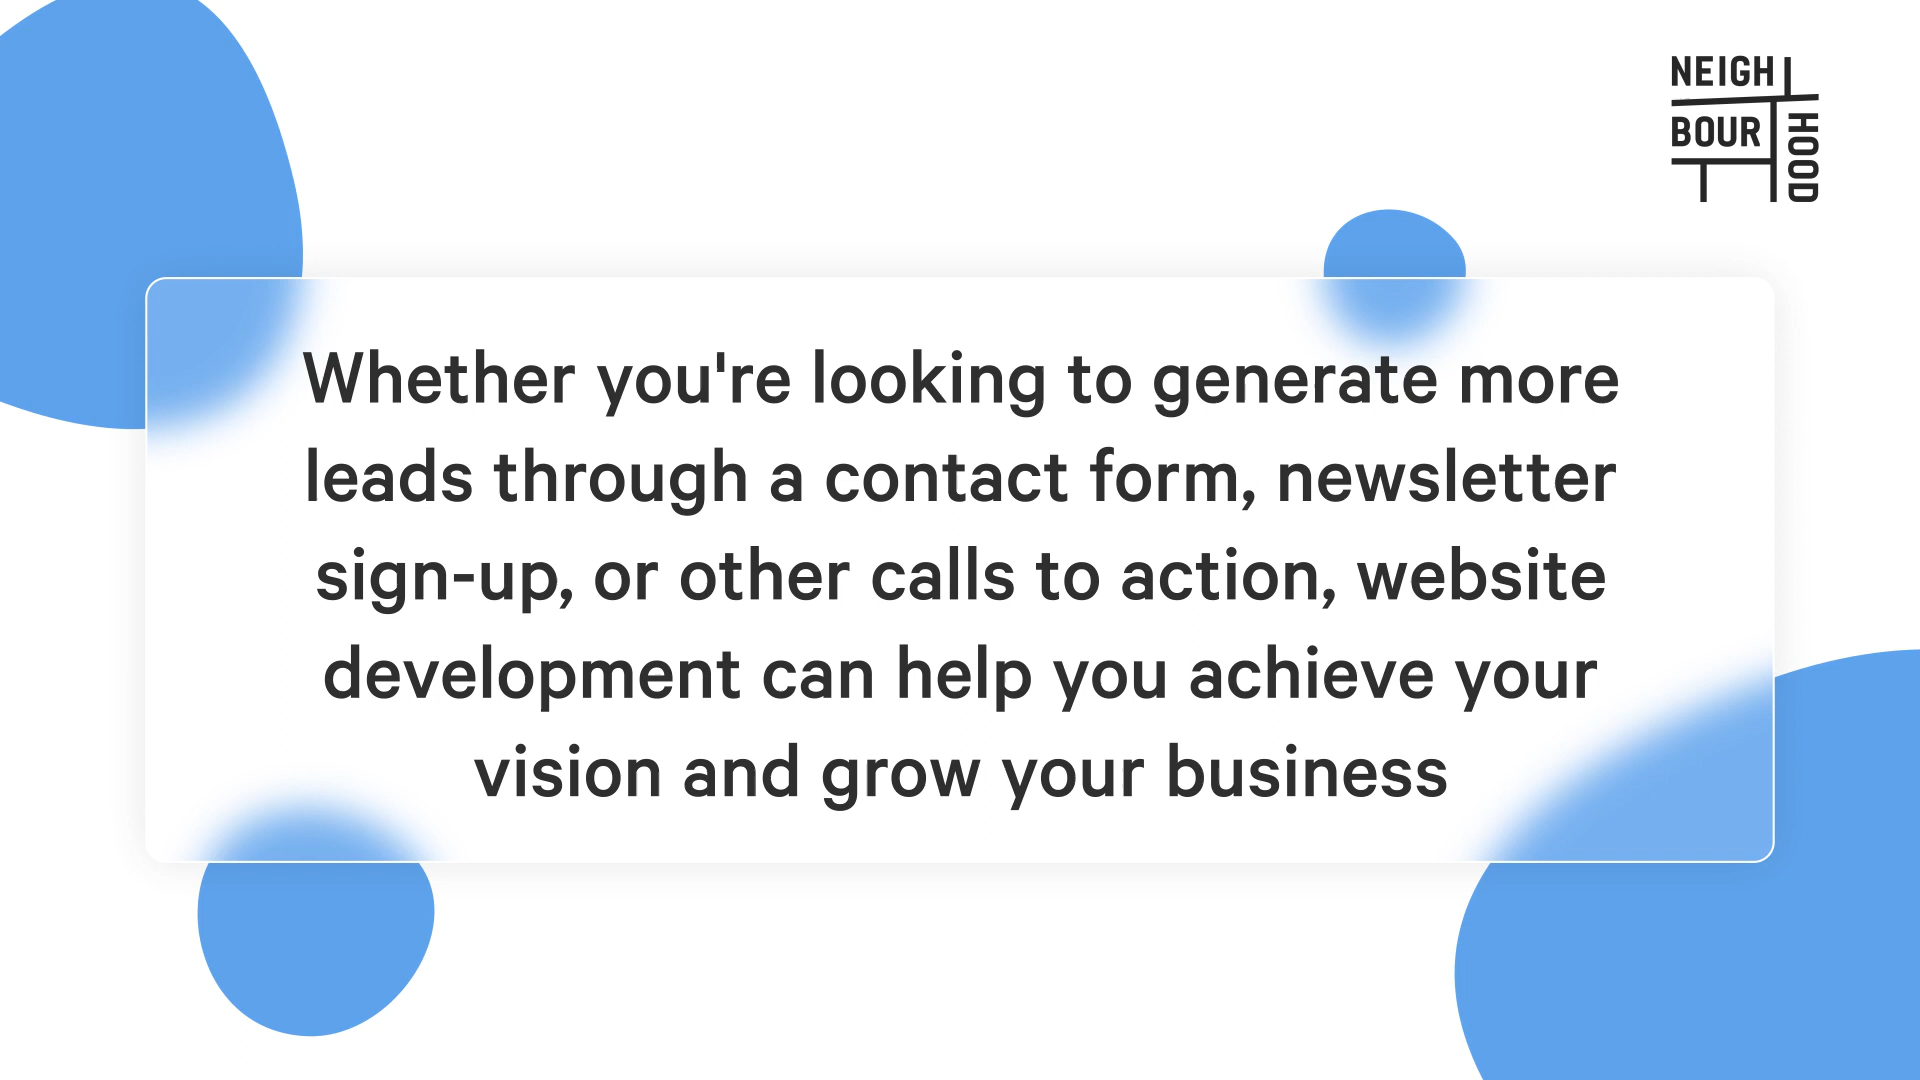 NEIGH
BOUR
HOOD
Whether you're looking to generate more
leads through a contact form, newsletter
sign-up, or other calls to action, website
development can help you achieve your
vision and grow your business